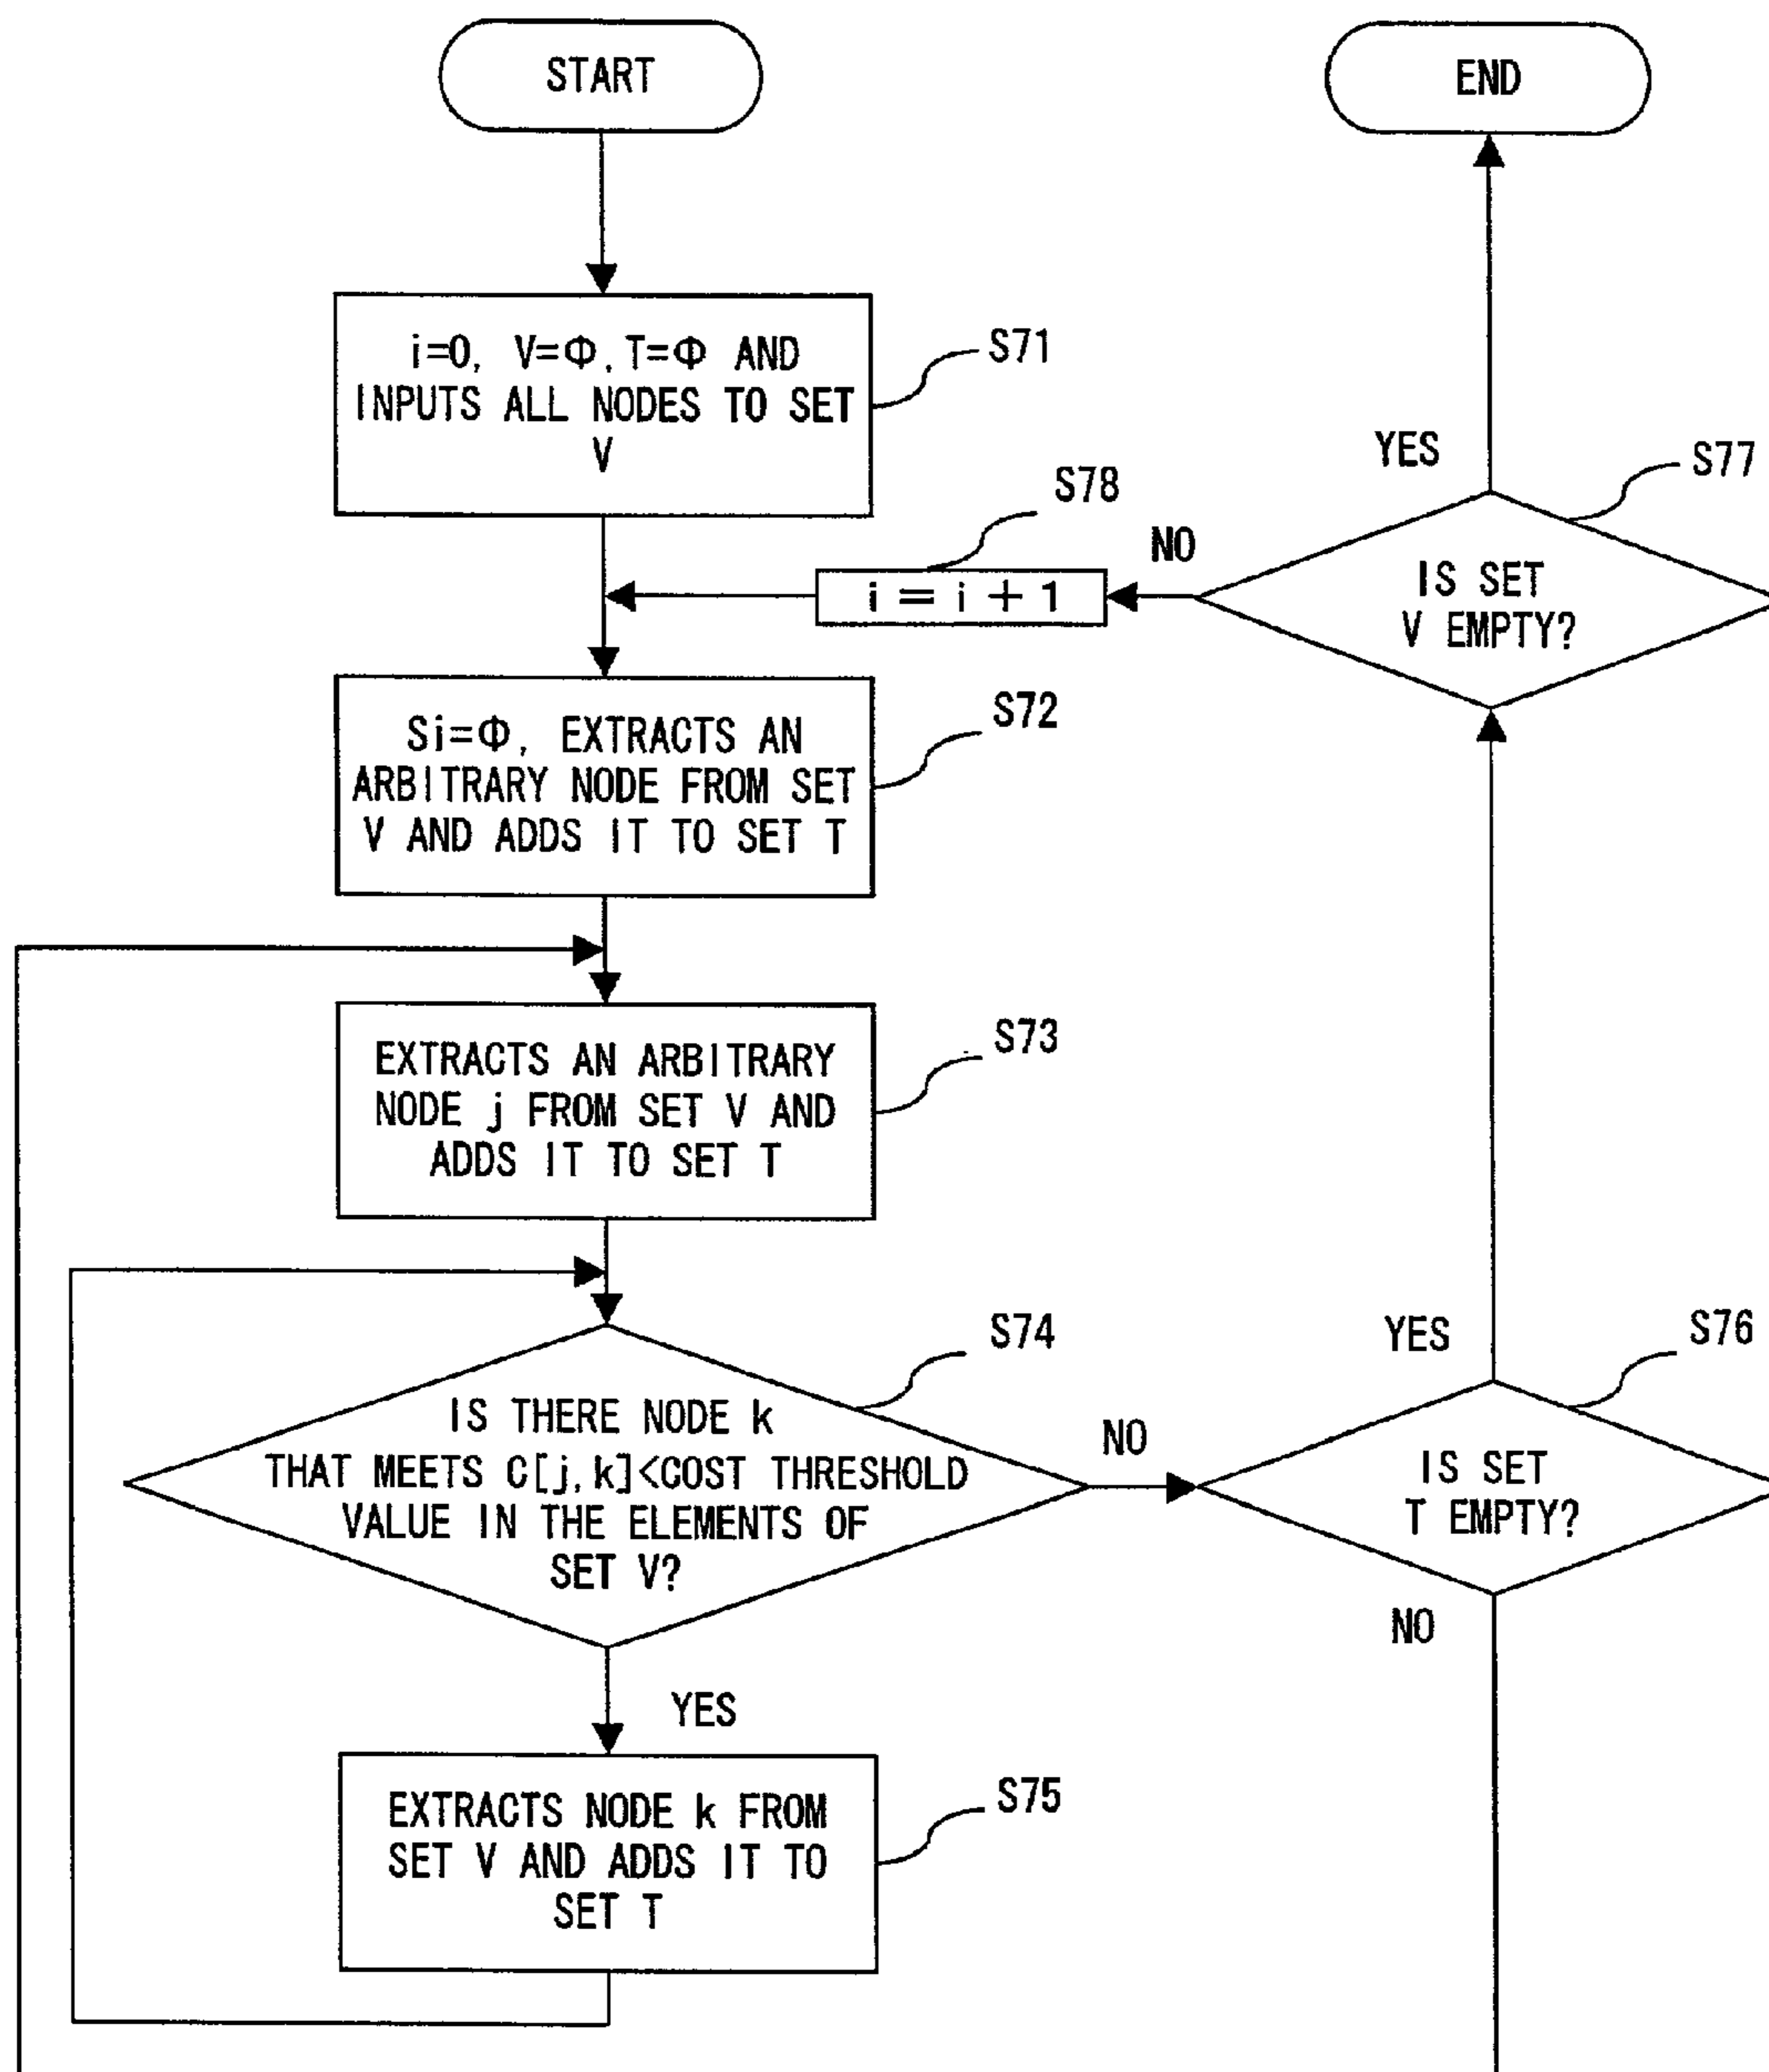 START
END
i=0, V=Φ, T=Φ AND
INPUTS ALL NODES TO SET
V
S71
YES
S77
S78
NO
i = i + 1
IS SET
V EMPTY?
Si=Φ, EXTRACTS AN
ARBITRARY NODE FROM SET
V AND ADDS IT TO SET T
S72
EXTRACTS AN ARBITRARY
NODE j FROM SET V AND
ADDS IT TO SET T
S73
IS THERE NODE k
THAT MEETS C[j,k]<COST THRESHOLD
VALUE IN THE ELEMENTS OF
SET V?
S74
NO
YES
S76
IS SET
T EMPTY?
NO
YES
EXTRACTS NODE k FROM
SET V AND ADDS IT TO
SET T
S75